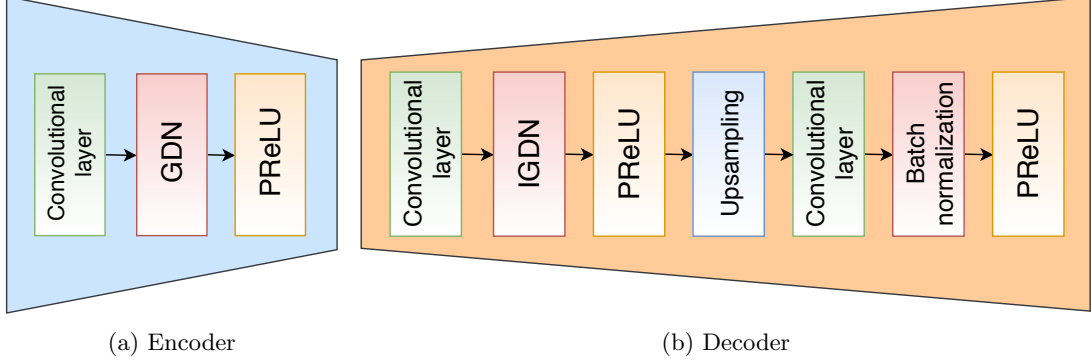 Convolutional
layer
GDN
PReLU
Convolutional
layer
IGDN
PReLU
Upsampling
Convolutional
layer
Batch
normalization
PReLU
(a) Encoder
(b) Decoder